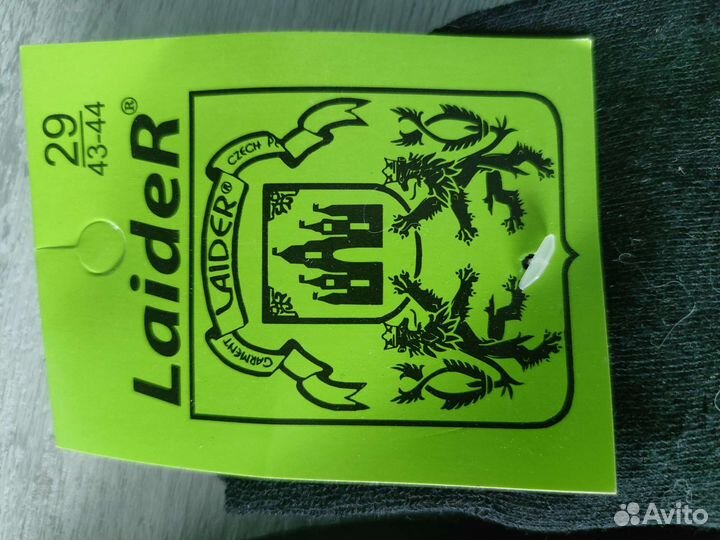 29
43-44
LaideR®
GARMENT LAIDER® CZECH
Avito